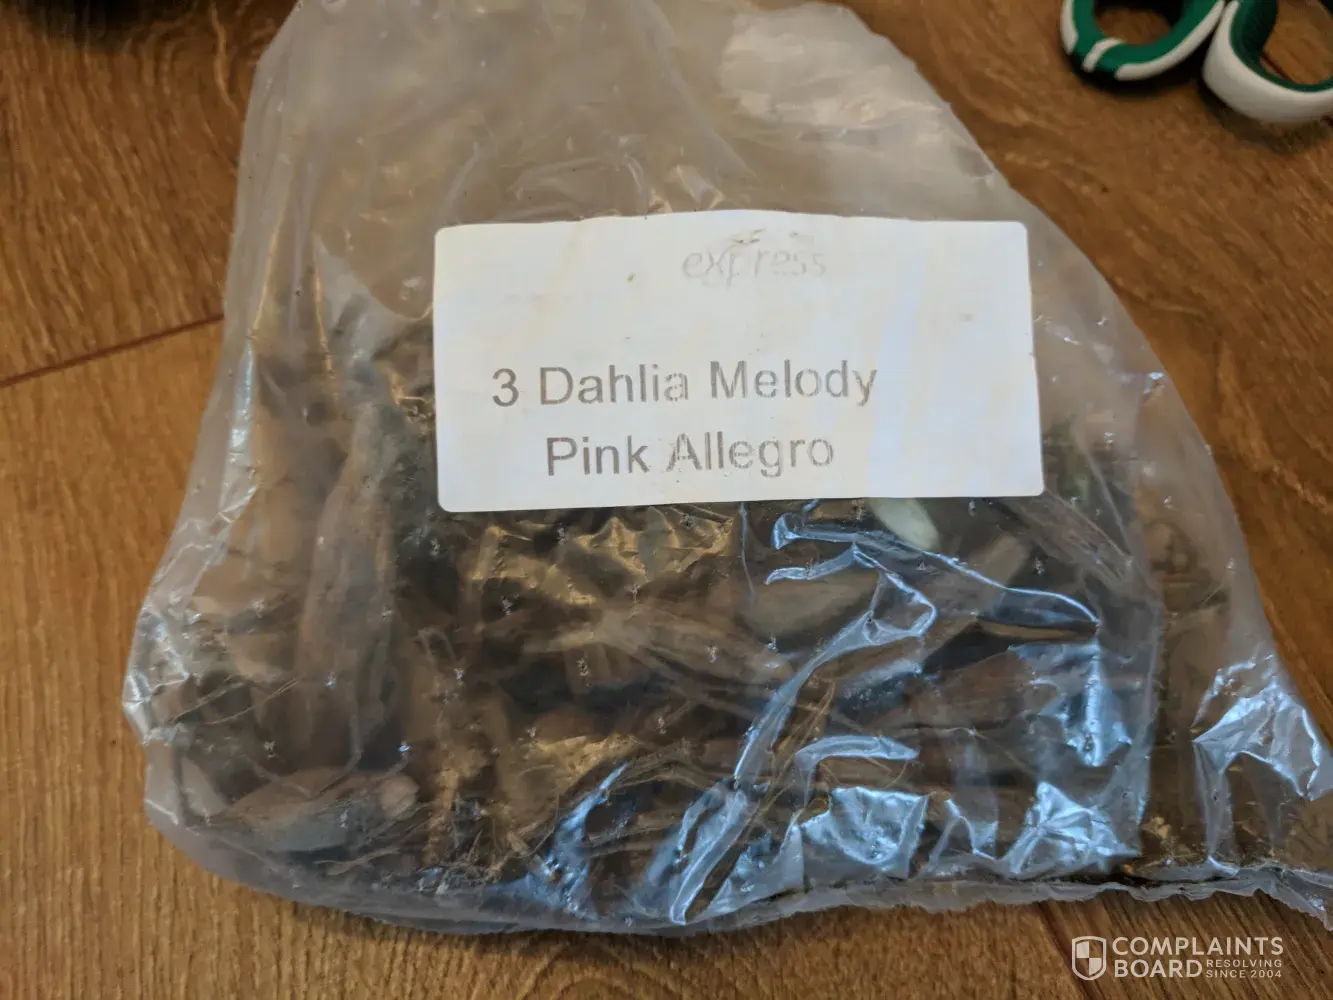 express
3 Dahlia Melody
Pink Allegro
COMPLAINTS
BOARD RESOLVING
SINCE 2004